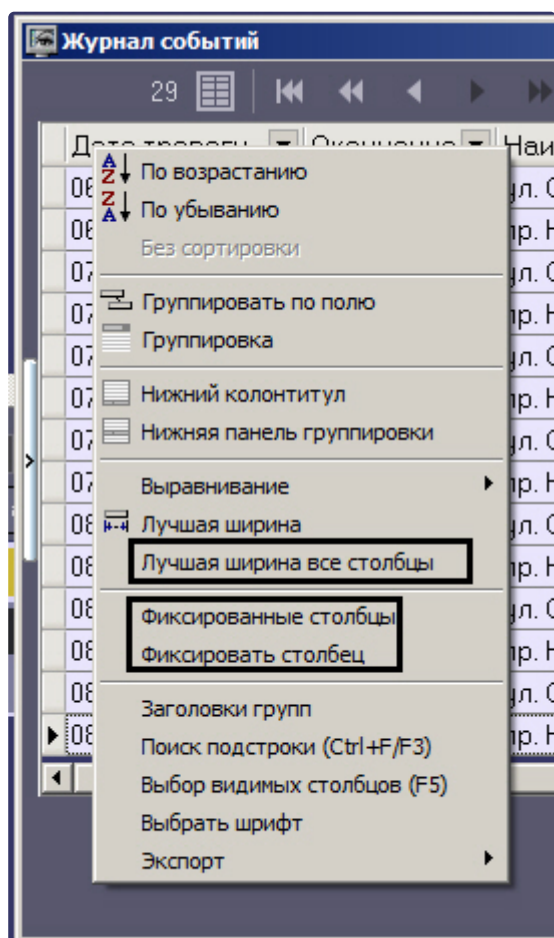 Журнал событий
29
По возрастанию
По убыванию
Без сортировки
Группировать по полю
Группировка
Нижний колонтитул
Нижняя панель группировки
Выравнивание
Лучшая ширина
Лучшая ширина все столбцы
Фиксированные столбцы
Фиксировать столбец
Заголовки групп
Поиск подстроки (Ctrl+F/F3)
Выбор видимых столбцов (F5)
Выбрать шрифт
Экспорт